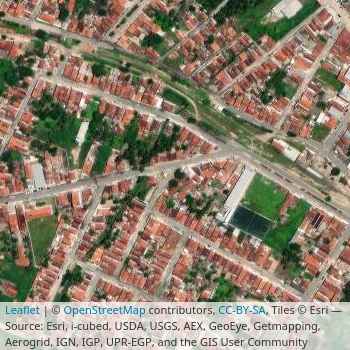 Leaflet | © OpenStreetMap contributors, CC-BY-SA, Tiles © Esri —
Source: Esri, i-cubed, USDA, USGS, AEX, GeoEye, Getmapping,
Aerogrid, IGN, IGP, UPR-EGP, and the GIS User Community